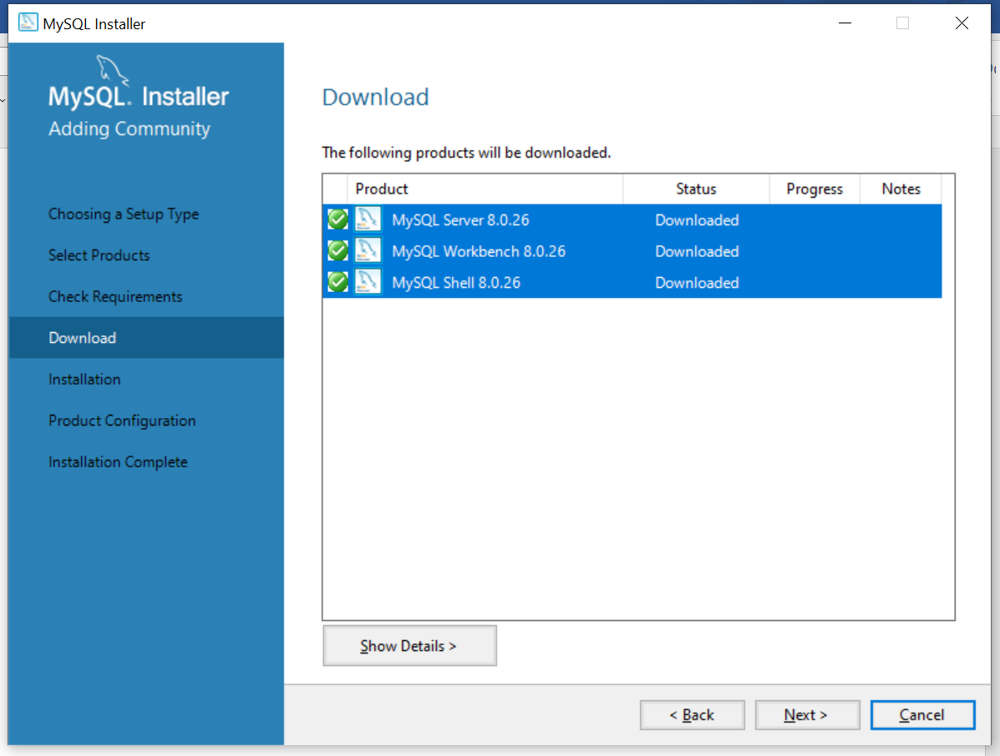 MySQL Installer
MySQL. Installer
Adding Community
Choosing a Setup Type
Select Products
Check Requirements
Download
Installation
Product Configuration
Installation Complete
Download
The following products will be downloaded.
Product Status Progress Notes
MySQL Server 8.0.26 Downloaded
MySQL Workbench 8.0.26 Downloaded
MySQL Shell 8.0.26 Downloaded
Show Details >
< Back Next > Cancel